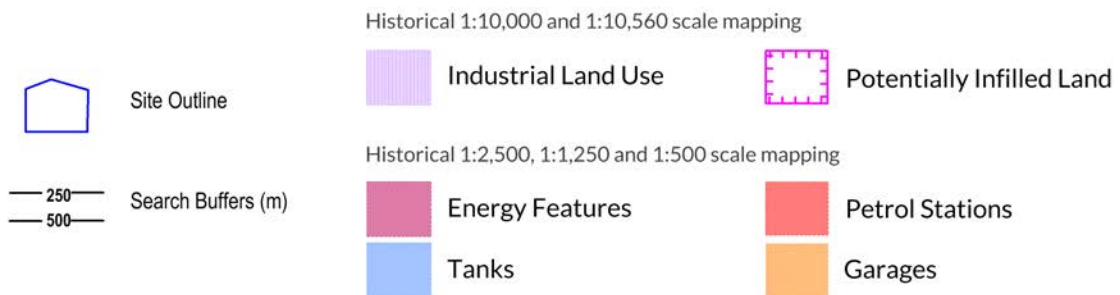 Historical 1:10,000 and 1:10,560 scale mapping
Site Outline
Industrial Land Use
Potentially Infilled Land
Historical 1:2,500, 1:1,250 and 1:500 scale mapping
250
500
Search Buffers (m)
Energy Features
Petrol Stations
Tanks
Garages